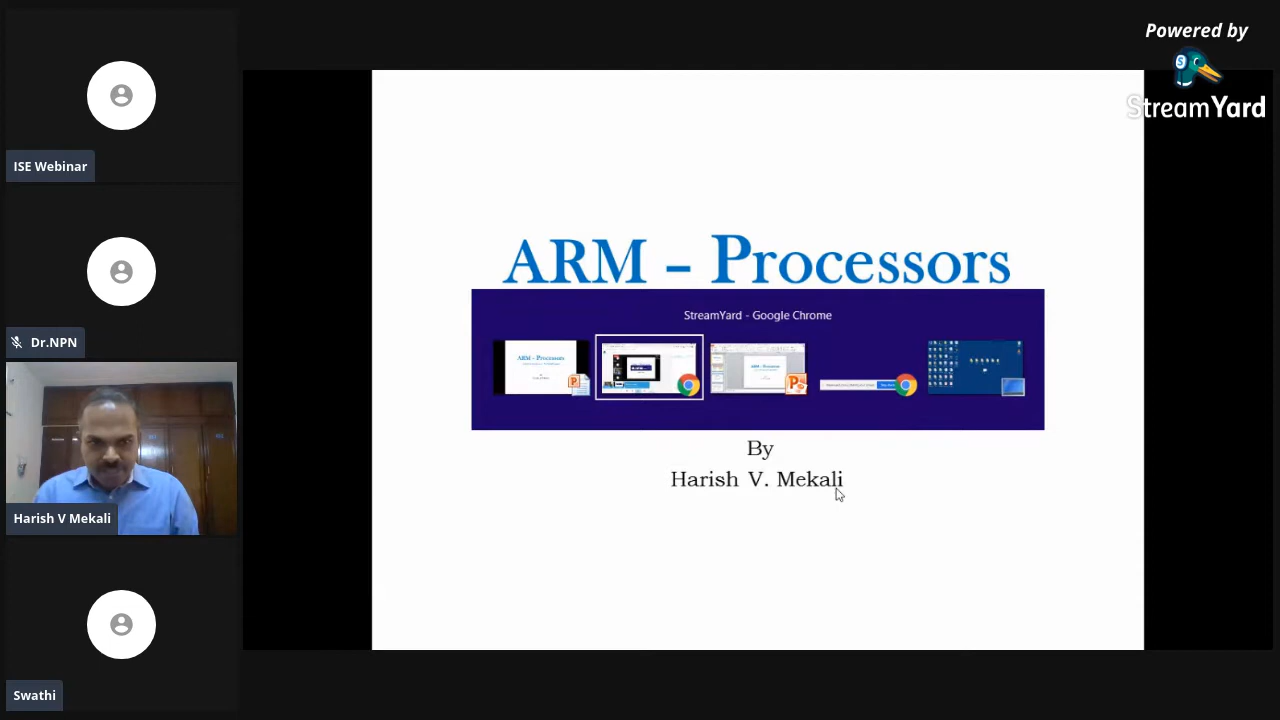 Powered by
StreamYard
ISE Webinar
Dr.NPN
Harish V Mekali
Swathi
ARM – Processors
StreamYard - Google Chrome
By
Harish V. Mekali